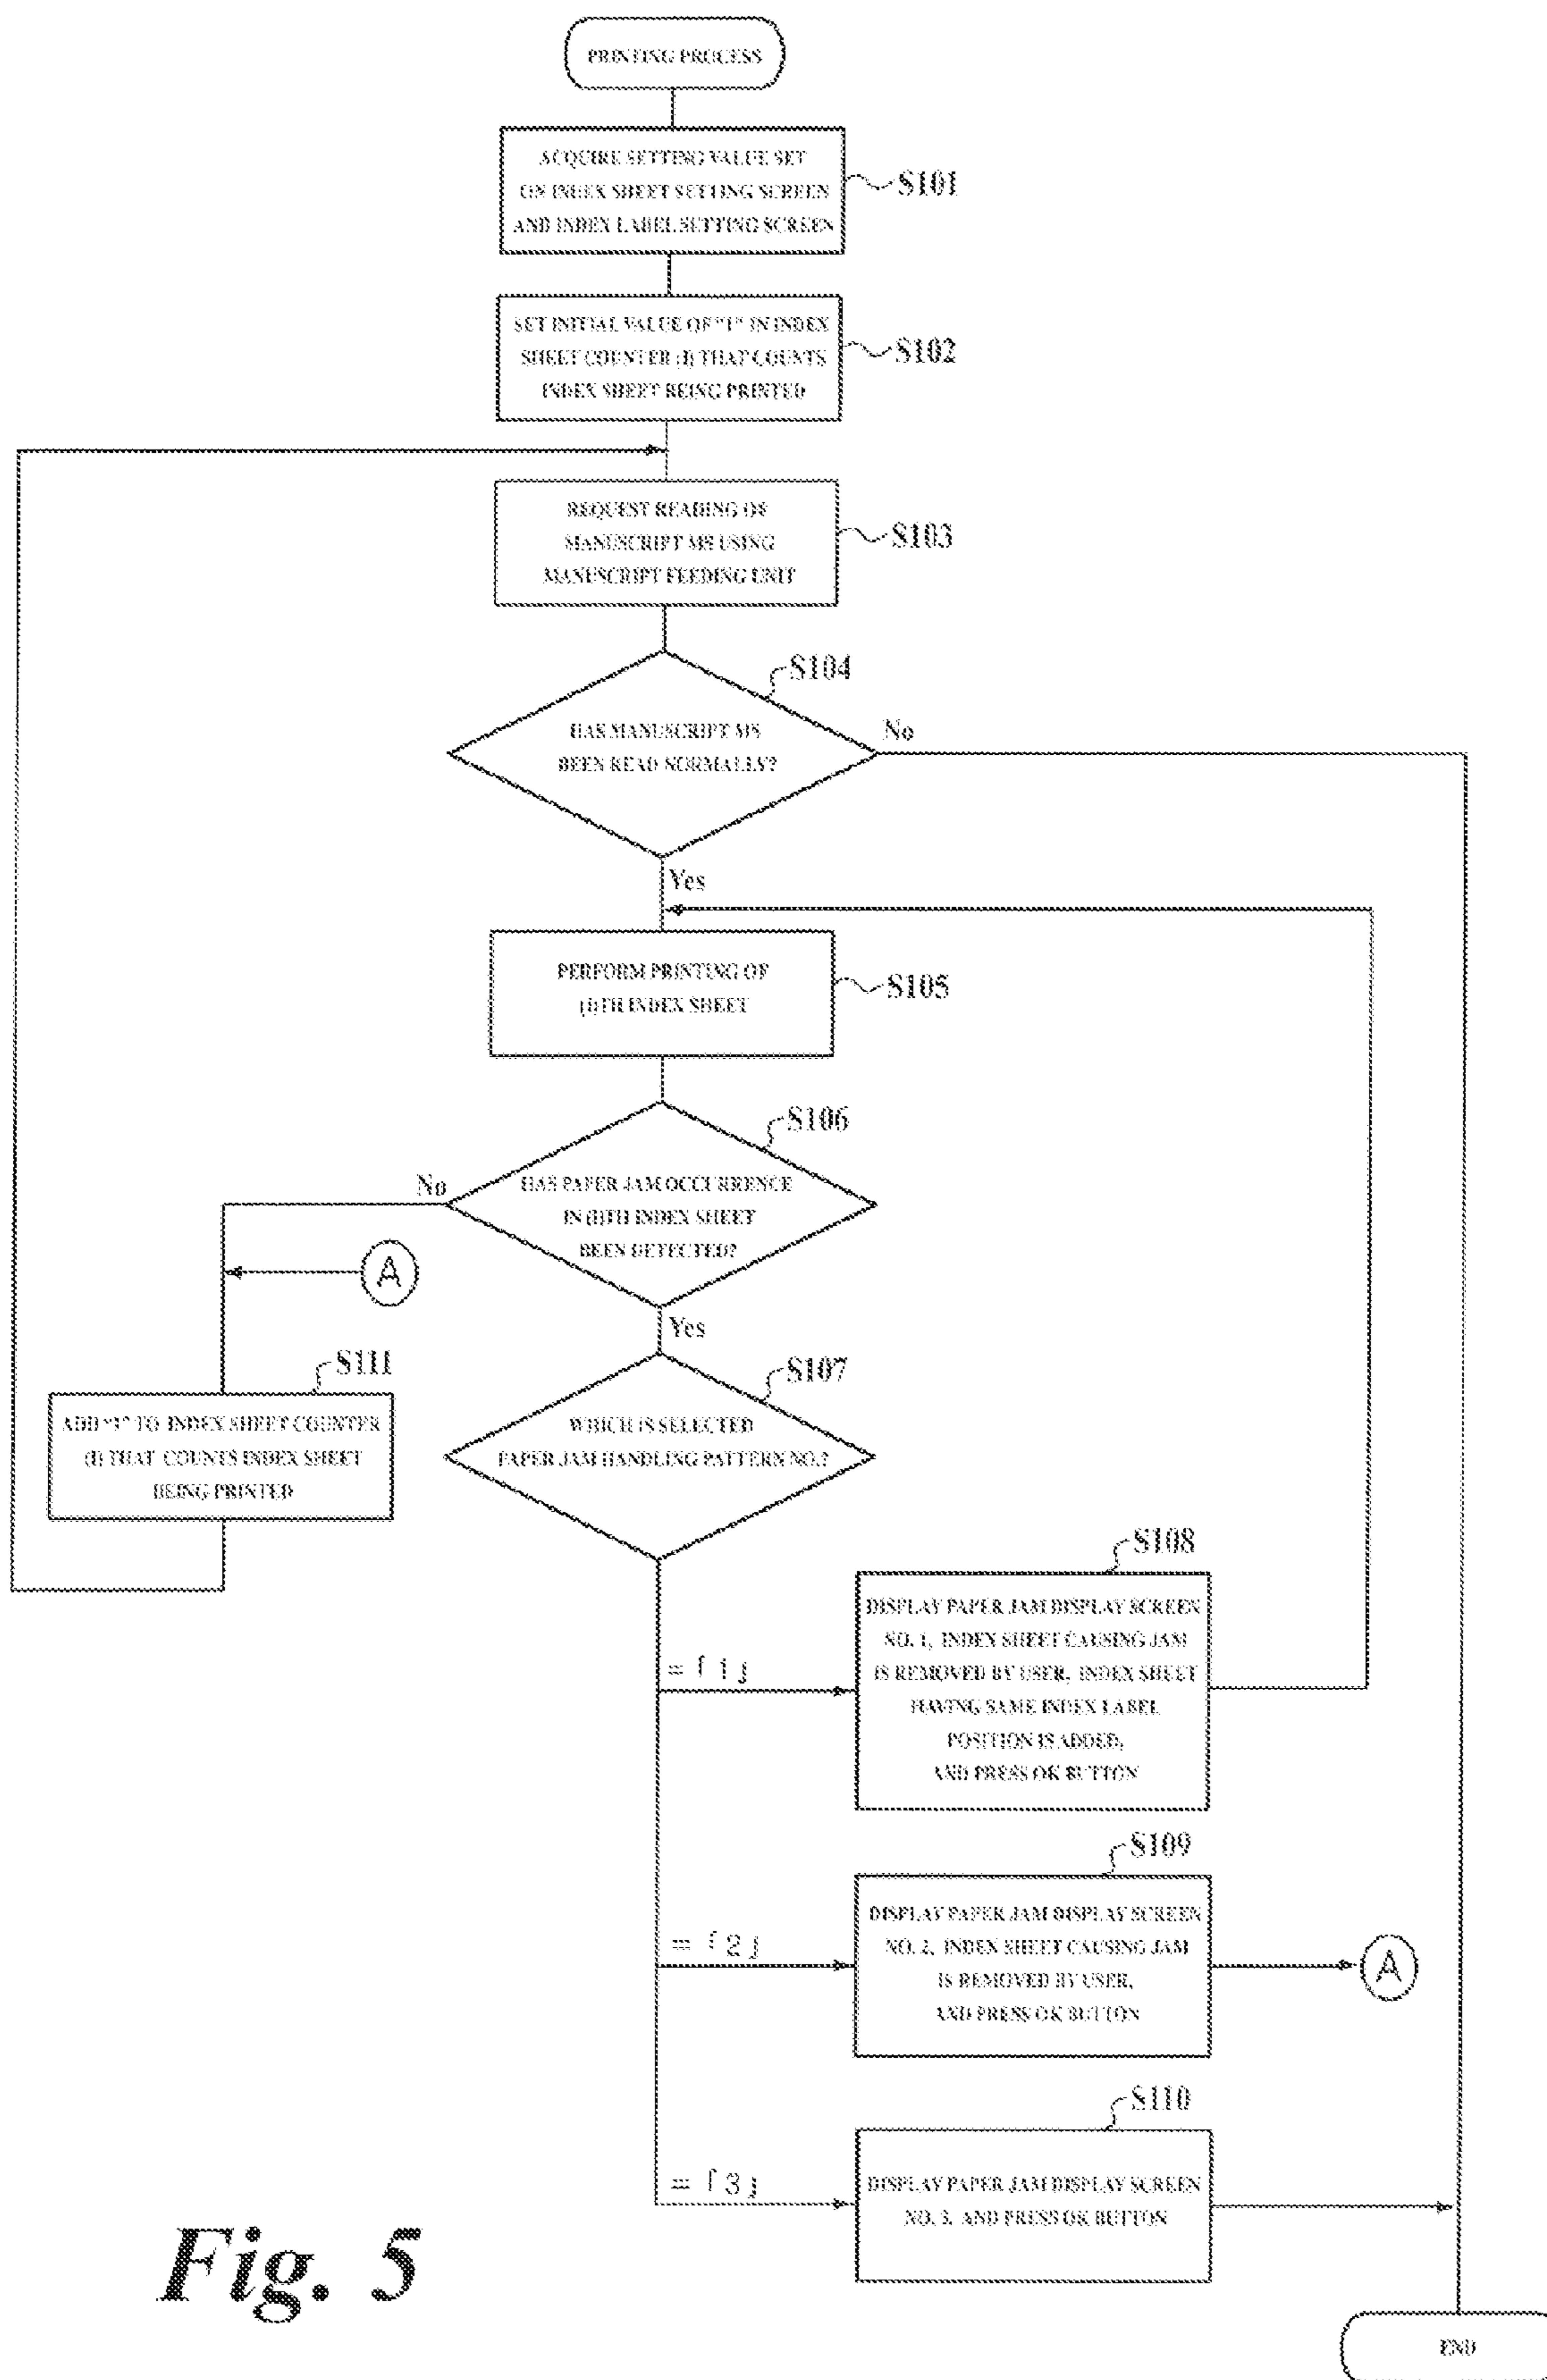 PRINTING PROCESS
ACQUIRE SETTING VALUE SET
ON INDEX SHEET SETTING SCREEN
AND INDEX LABEL SETTING SCREEN
S101
SET INITIAL VALUE OF "1" IN INDEX
SHEET COUNTER (I) THAT COUNTS
INDEX SHEET BEING PRINTED
S102
REQUEST READING OF
MANUSCRIPT MS USING
MANUSCRIPT FEEDING UNIT
S103
S104
HAS MANUSCRIPT MS
BEEN READ NORMALLY?
No
Yes
PERFORM PRINTING OF
(I)TH INDEX SHEET
S105
S106
HAS PAPER JAM OCCURRENCE
IN (I)TH INDEX SHEET
BEEN DETECTED?
No
A
Yes
S111
ADD "1" TO INDEX SHEET COUNTER
(I) THAT COUNTS INDEX SHEET
BEING PRINTED
S107
WHICH IS SELECTED
PAPER JAM HANDLING PATTERN NO.?
S108
=「1」
DISPLAY PAPER JAM DISPLAY SCREEN
NO. 1, INDEX SHEET CAUSING JAM
IS REMOVED BY USER, INDEX SHEET
HAVING SAME INDEX LABEL
POSITION IS ADDED,
AND PRESS OK BUTTON
S109
=「2」
DISPLAY PAPER JAM DISPLAY SCREEN
NO. 2, INDEX SHEET CAUSING JAM
IS REMOVED BY USER,
AND PRESS OK BUTTON
A
S110
=「3」
DISPLAY PAPER JAM DISPLAY SCREEN
NO. 3, AND PRESS OK BUTTON
Fig. 5
END